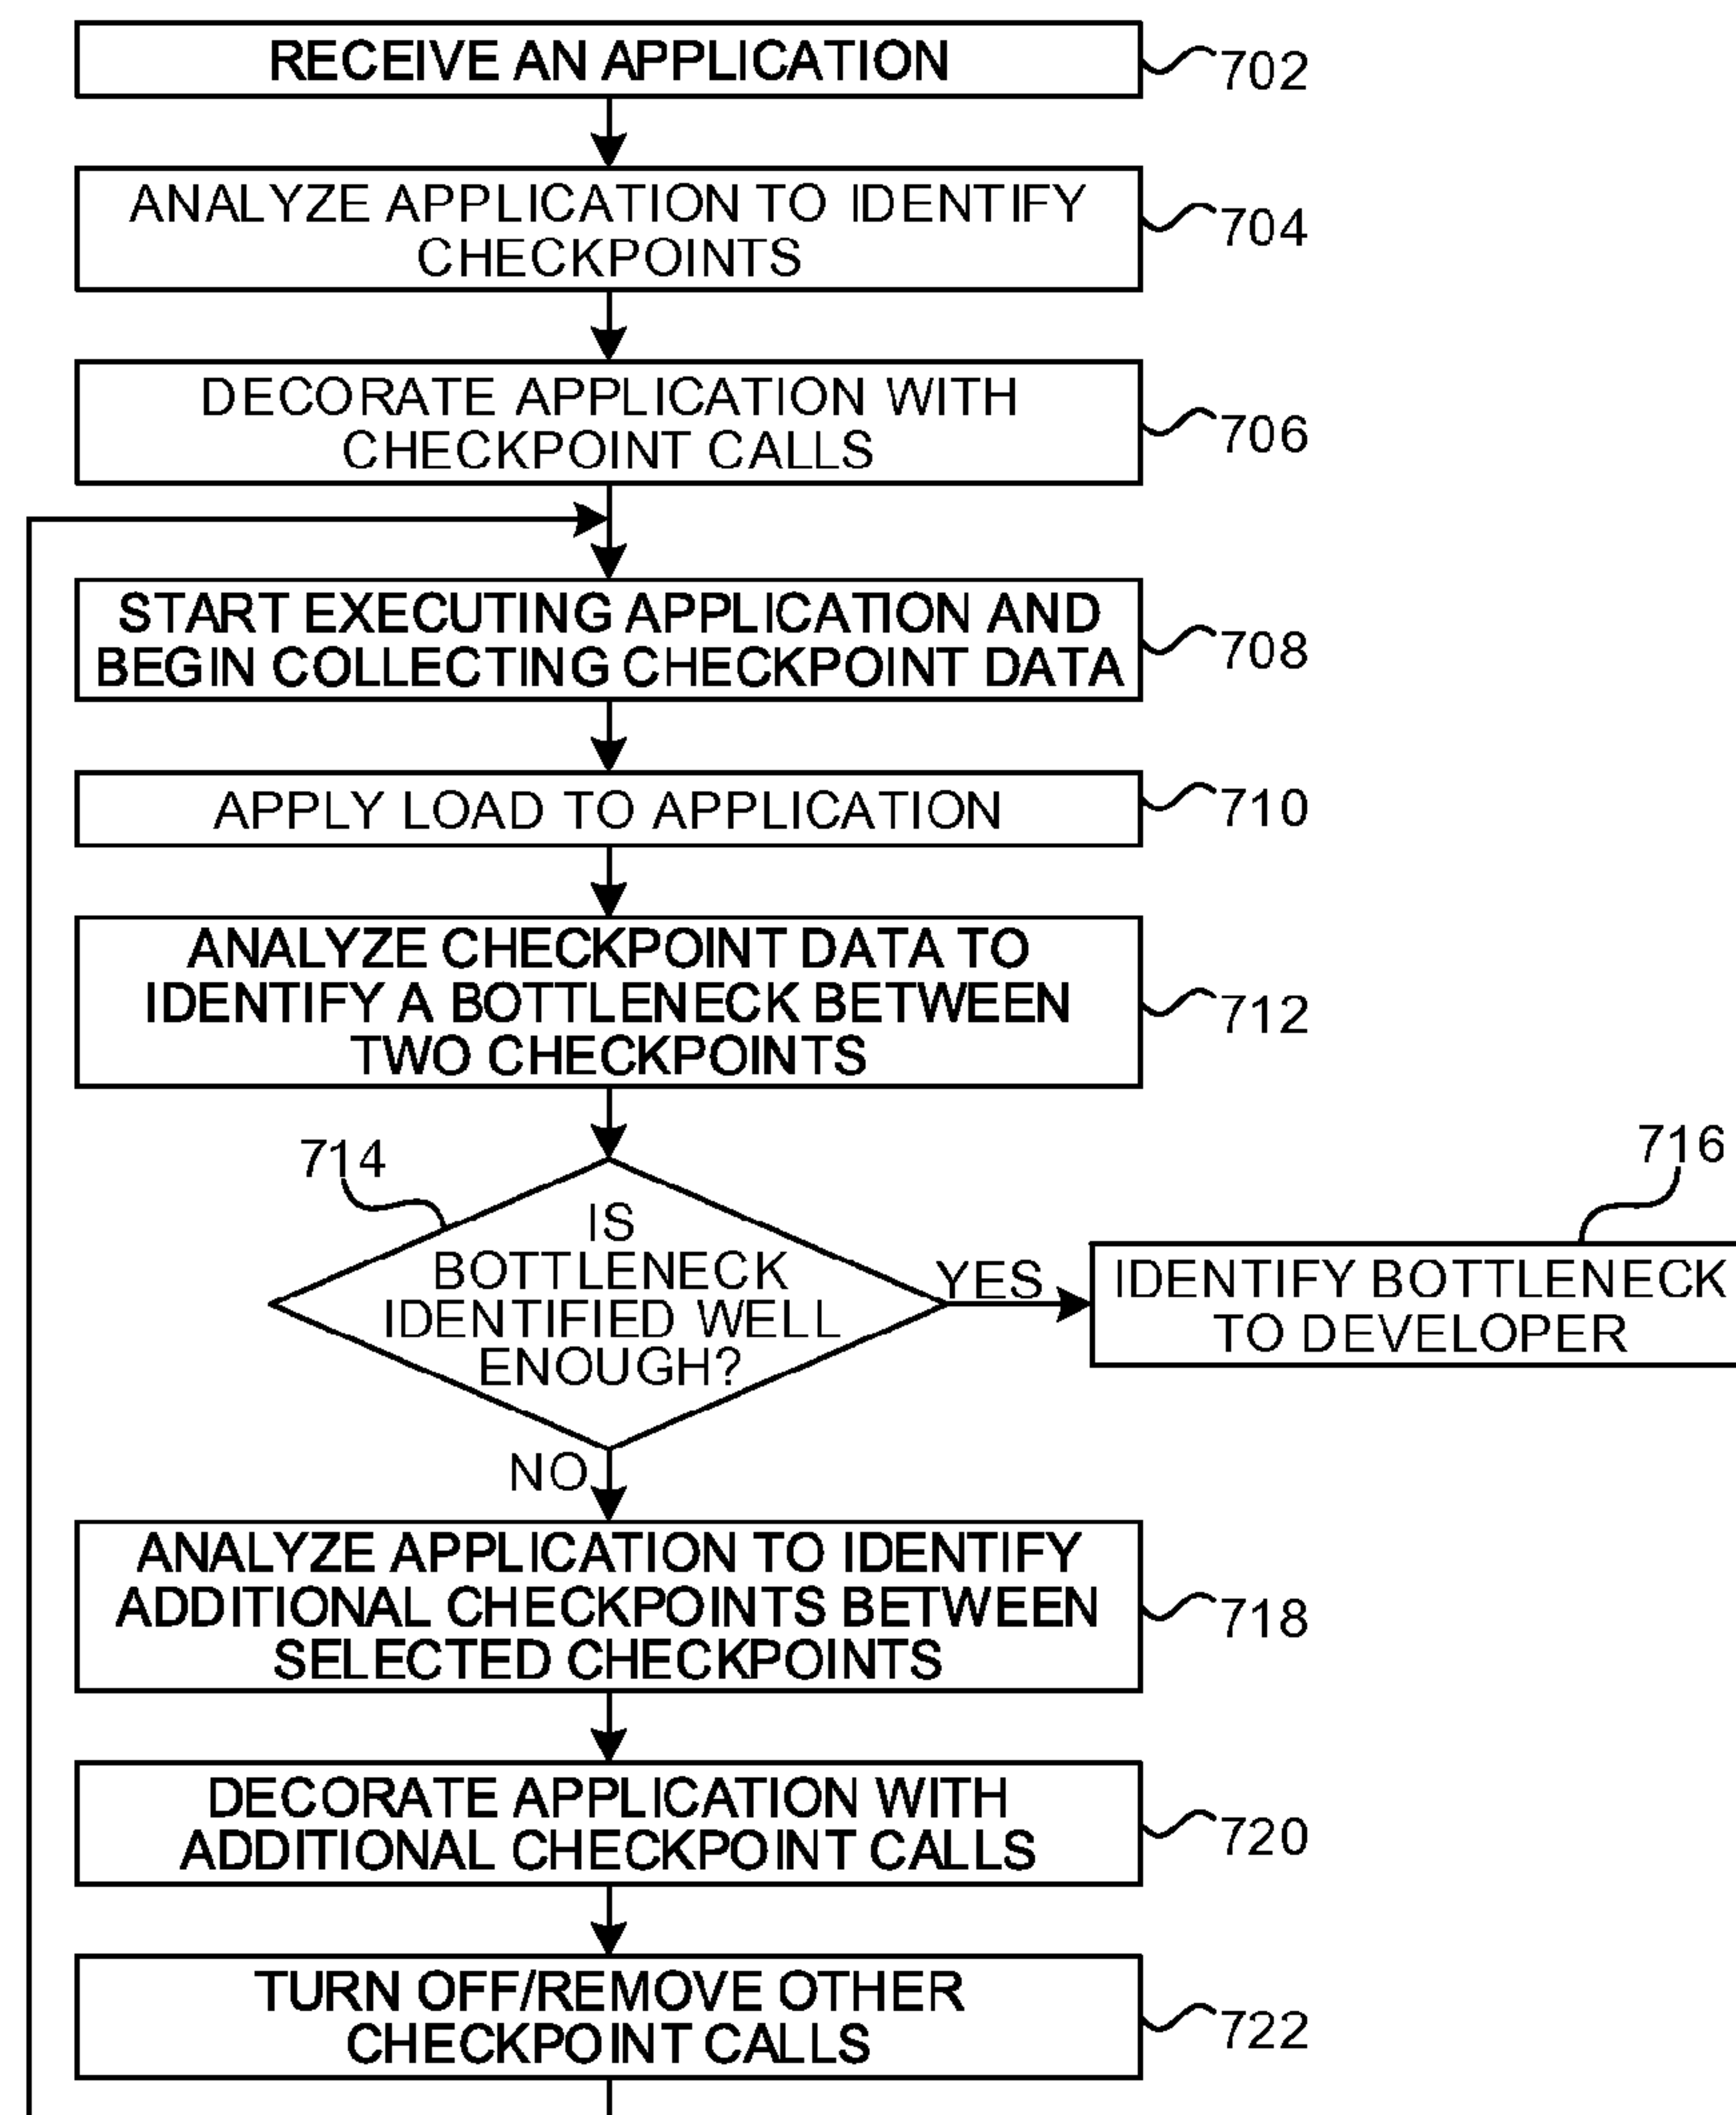 RECEIVE AN APPLICATION
702
ANALYZE APPLICATION TO IDENTIFY
CHECKPOINTS
704
DECORATE APPLICATION WITH
CHECKPOINT CALLS
706
START EXECUTING APPLICATION AND
BEGIN COLLECTING CHECKPOINT DATA
708
APPLY LOAD TO APPLICATION
710
ANALYZE CHECKPOINT DATA TO
IDENTIFY A BOTTLENECK BETWEEN
TWO CHECKPOINTS
712
714
IS
BOTTLENECK
IDENTIFIED WELL
ENOUGH?
YES
716
IDENTIFY BOTTLENECK
TO DEVELOPER
NO
ANALYZE APPLICATION TO IDENTIFY
ADDITIONAL CHECKPOINTS BETWEEN
SELECTED CHECKPOINTS
718
DECORATE APPLICATION WITH
ADDITIONAL CHECKPOINT CALLS
720
TURN OFF/REMOVE OTHER
CHECKPOINT CALLS
722